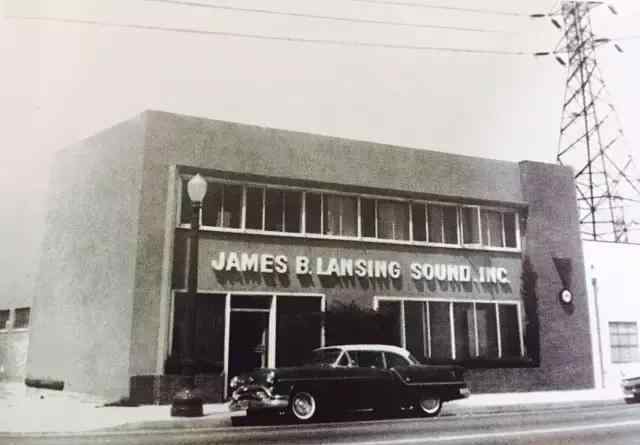 JAMES B. LANSING SOUND, INC.